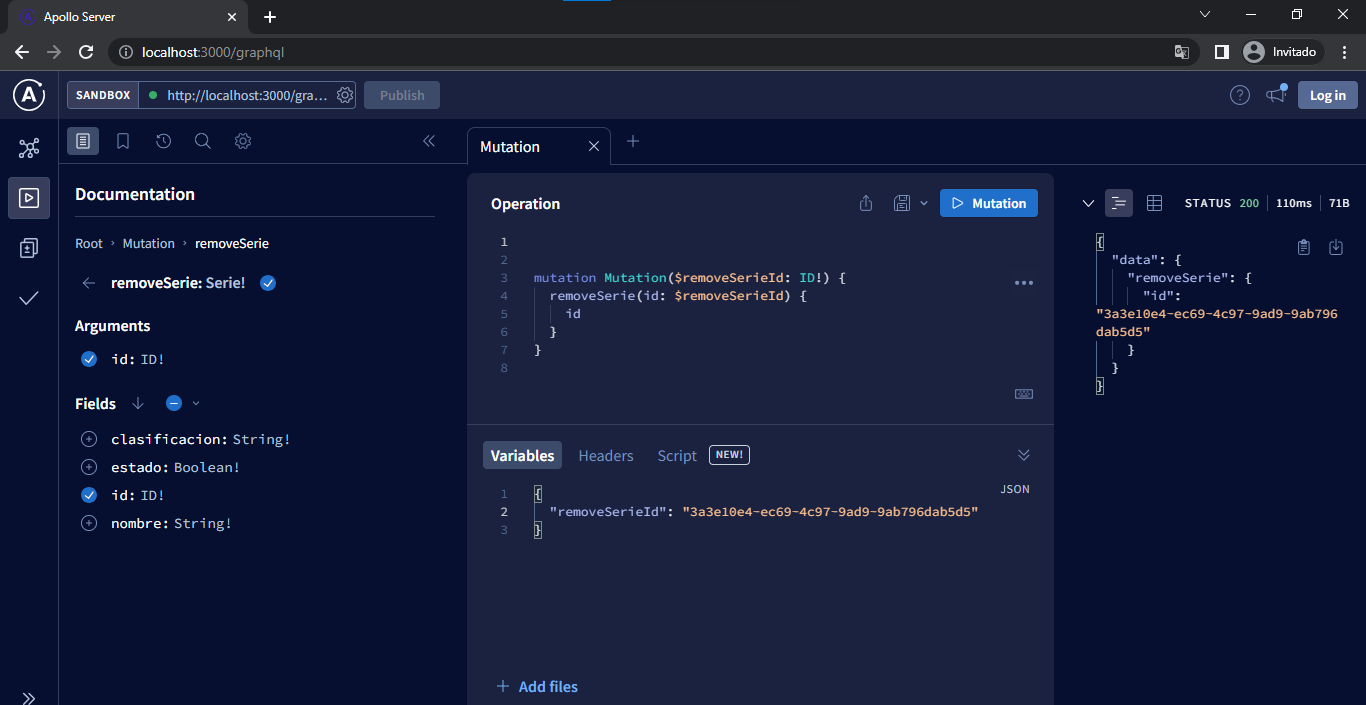 Apollo Server
localhost:3000/graphql
Invitado
SANDBOX
http://localhost:3000/gra...
Publish
Log in
Documentation
Root › Mutation › removeSerie
removeSerie: Serie!
Arguments
id: ID!
Fields
clasificacion: String!
estado: Boolean!
id: ID!
nombre: String!
Mutation
Operation
Mutation
1
2
3 mutation Mutation($removeSerieId: ID!) {
4 removeSerie(id: $removeSerieId) {
5 id
6 }
7 }
8
Variables Headers Script NEW!
JSON
1 {
2 "removeSerieId": "3a3e10e4-ec69-4c97-9ad9-9ab796dab5d5"
3 }
+ Add files
STATUS 200 110ms 71B
{
"data": {
"removeSerie": {
"id":
"3a3e10e4-ec69-4c97-9ad9-9ab796
dab5d5"
}
}
}